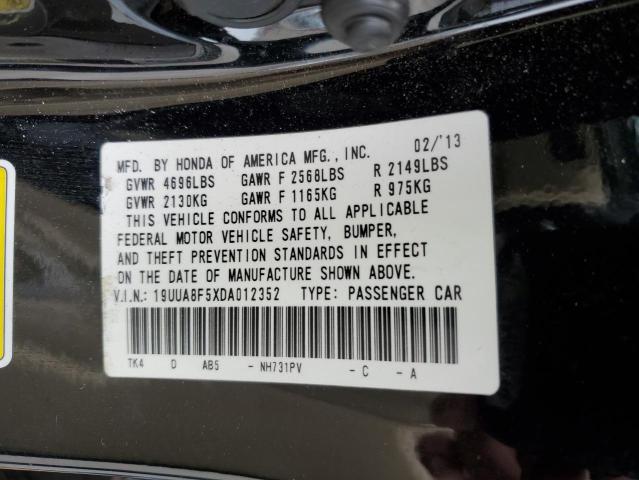 MFD. BY HONDA OF AMERICA MFG., INC. 02/'13
GVWR 4696LBS GAWR F 2568LBS R 2149LBS
GVWR 2130KG GAWR F 1165KG R 975KG
THIS VEHICLE CONFORMS TO ALL APPLICABLE
FEDERAL MOTOR VEHICLE SAFETY, BUMPER,
AND THEFT PREVENTION STANDARDS IN EFFECT
ON THE DATE OF MANUFACTURE SHOWN ABOVE.
V.I.N.: 19UUA8F5XDA012352 TYPE: PASSENGER CAR
TK4 D AB5 - NH731PV - C - A